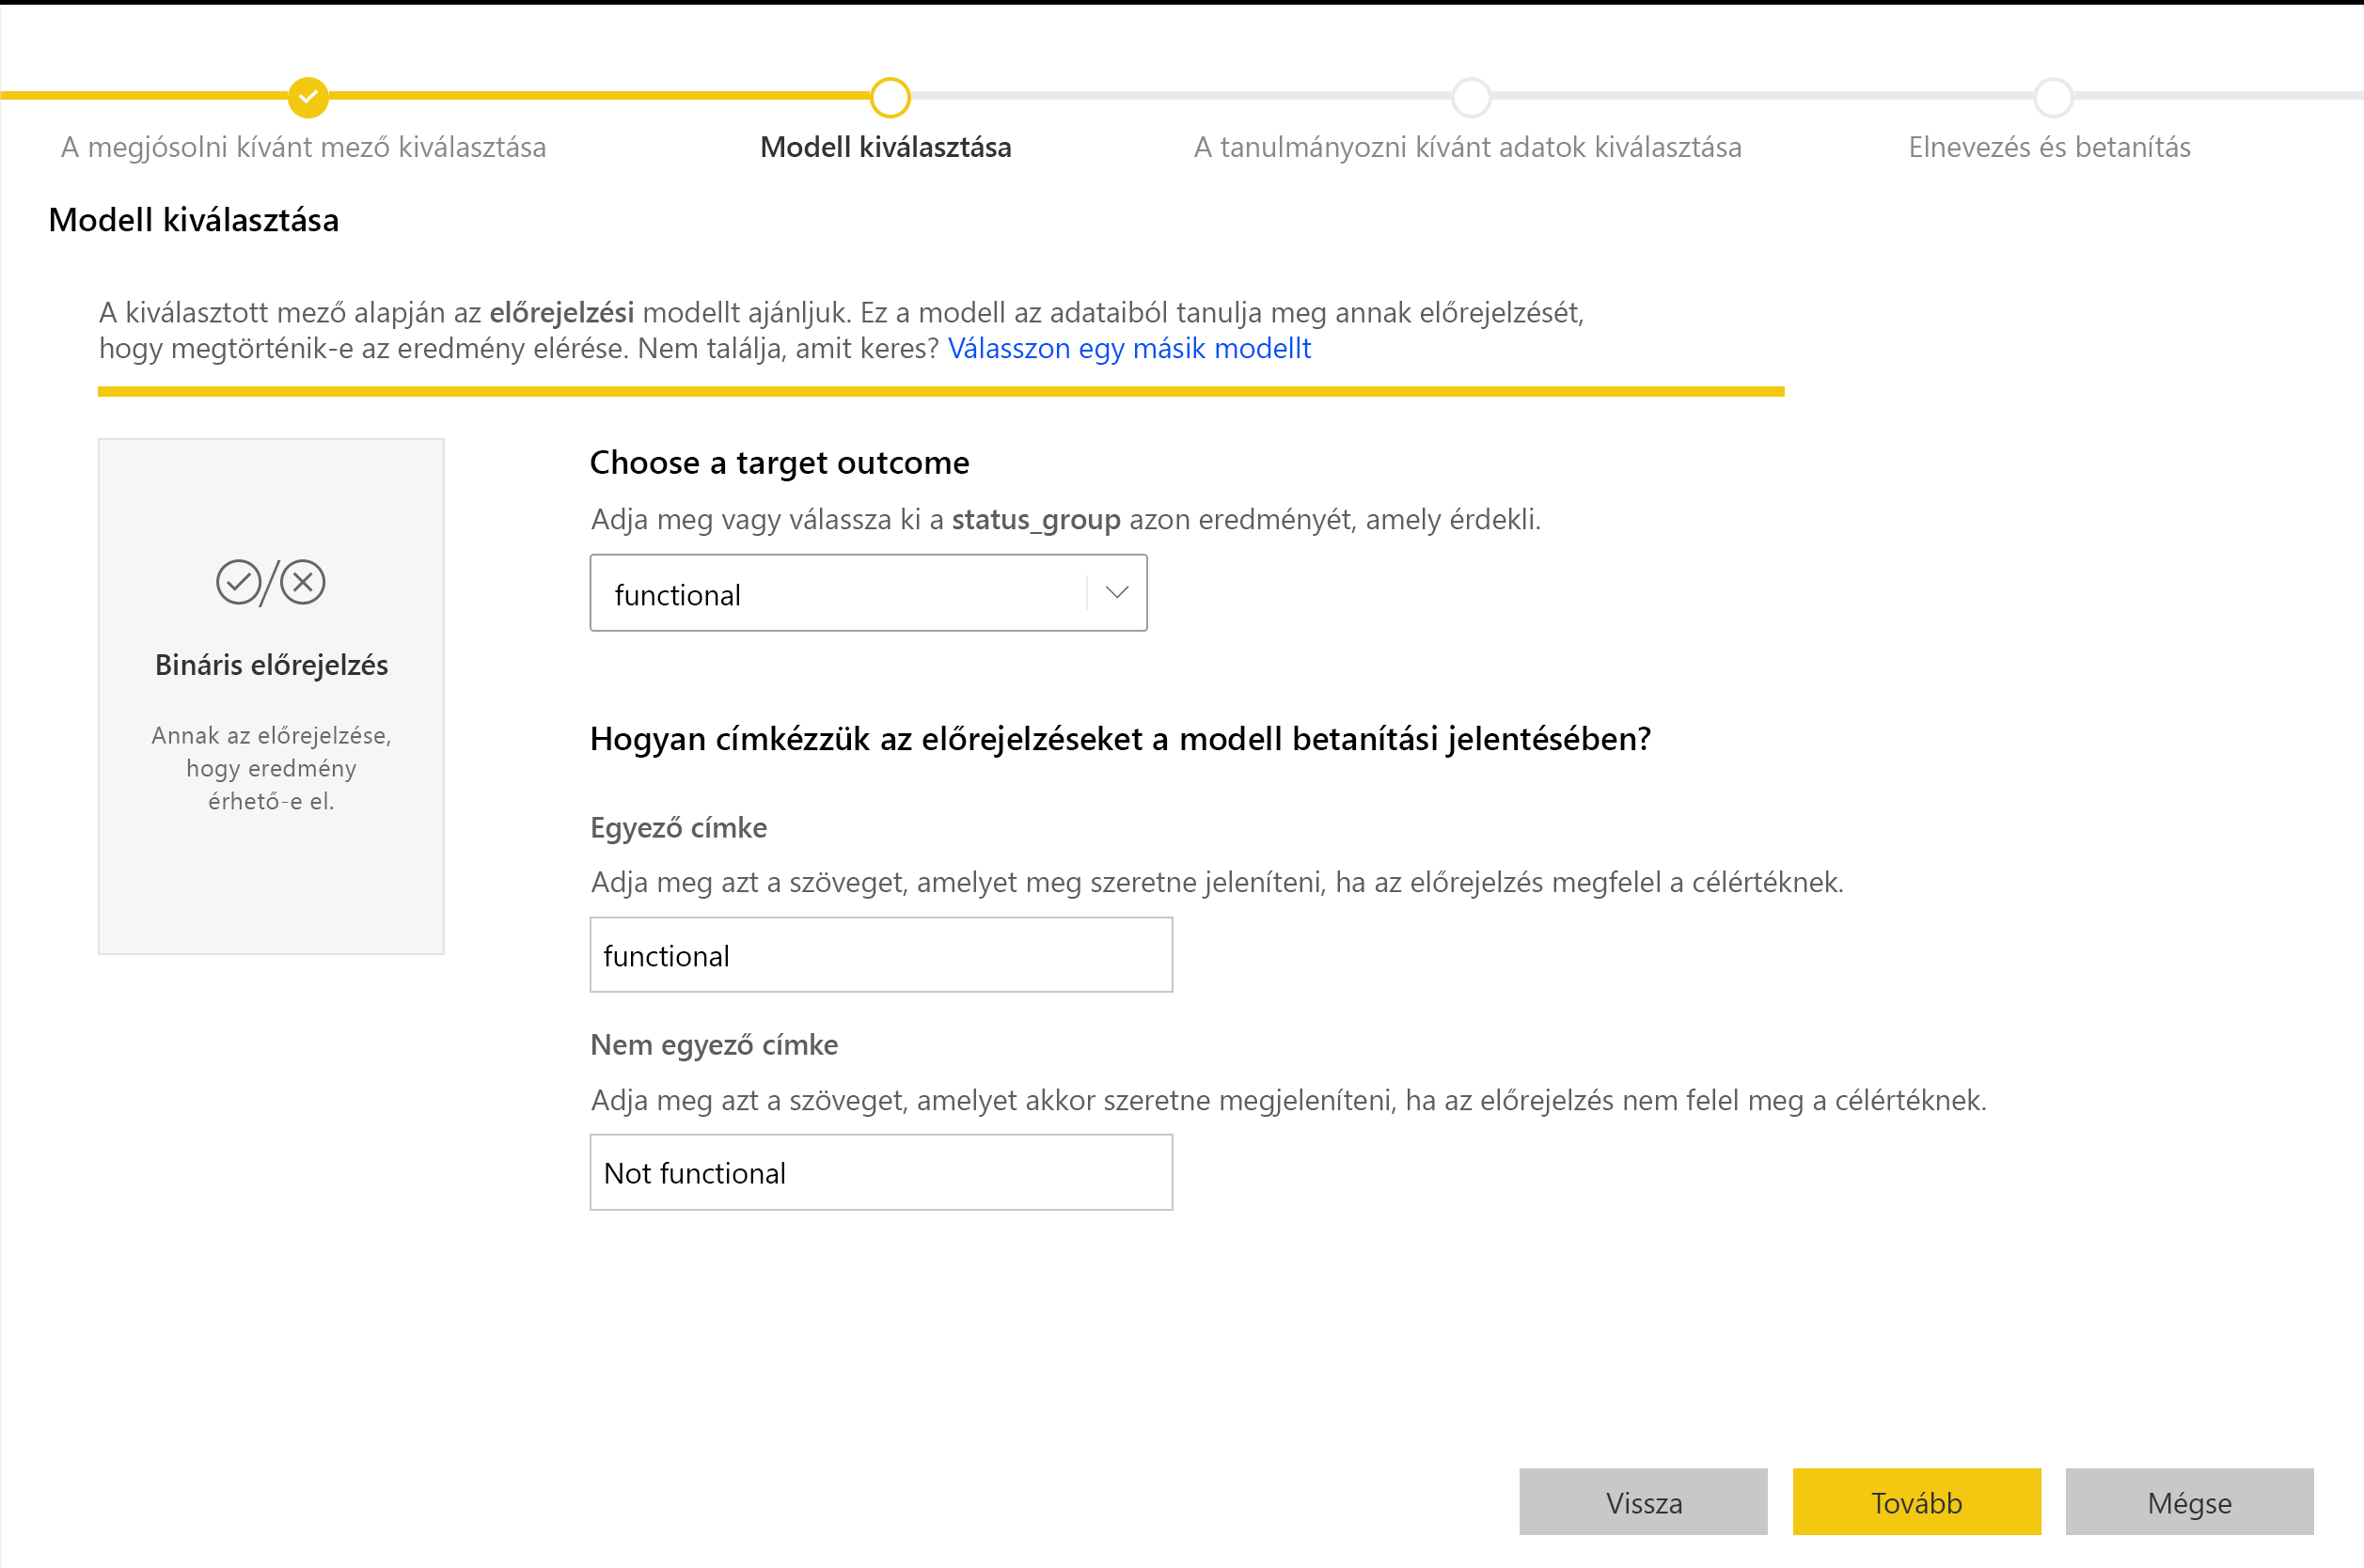 A megjósolni kívánt mező kiválasztása
Modell kiválasztása
A tanulmányozni kívánt adatok kiválasztása
Elnevezés és betanítás
Modell kiválasztása
A kiválasztott mező alapján az előrejelzési modellt ajánljuk. Ez a modell az adataiból tanulja meg annak előrejelzését,
hogy megtörténik-e az eredmény elérése. Nem találja, amit keres? Válasszon egy másik modellt
Bináris előrejelzés
Annak az előrejelzése,
hogy eredmény
érhető-e el.
Choose a target outcome
Adja meg vagy válassza ki a status_group azon eredményét, amely érdekli.
functional
Hogyan címkézzük az előrejelzéseket a modell betanítási jelentésében?
Egyező címke
Adja meg azt a szöveget, amelyet meg szeretne jeleníteni, ha az előrejelzés megfelel a célértéknek.
functional
Nem egyező címke
Adja meg azt a szöveget, amelyet akkor szeretne megjeleníteni, ha az előrejelzés nem felel meg a célértéknek.
Not functional
Vissza
Tovább
Mégse